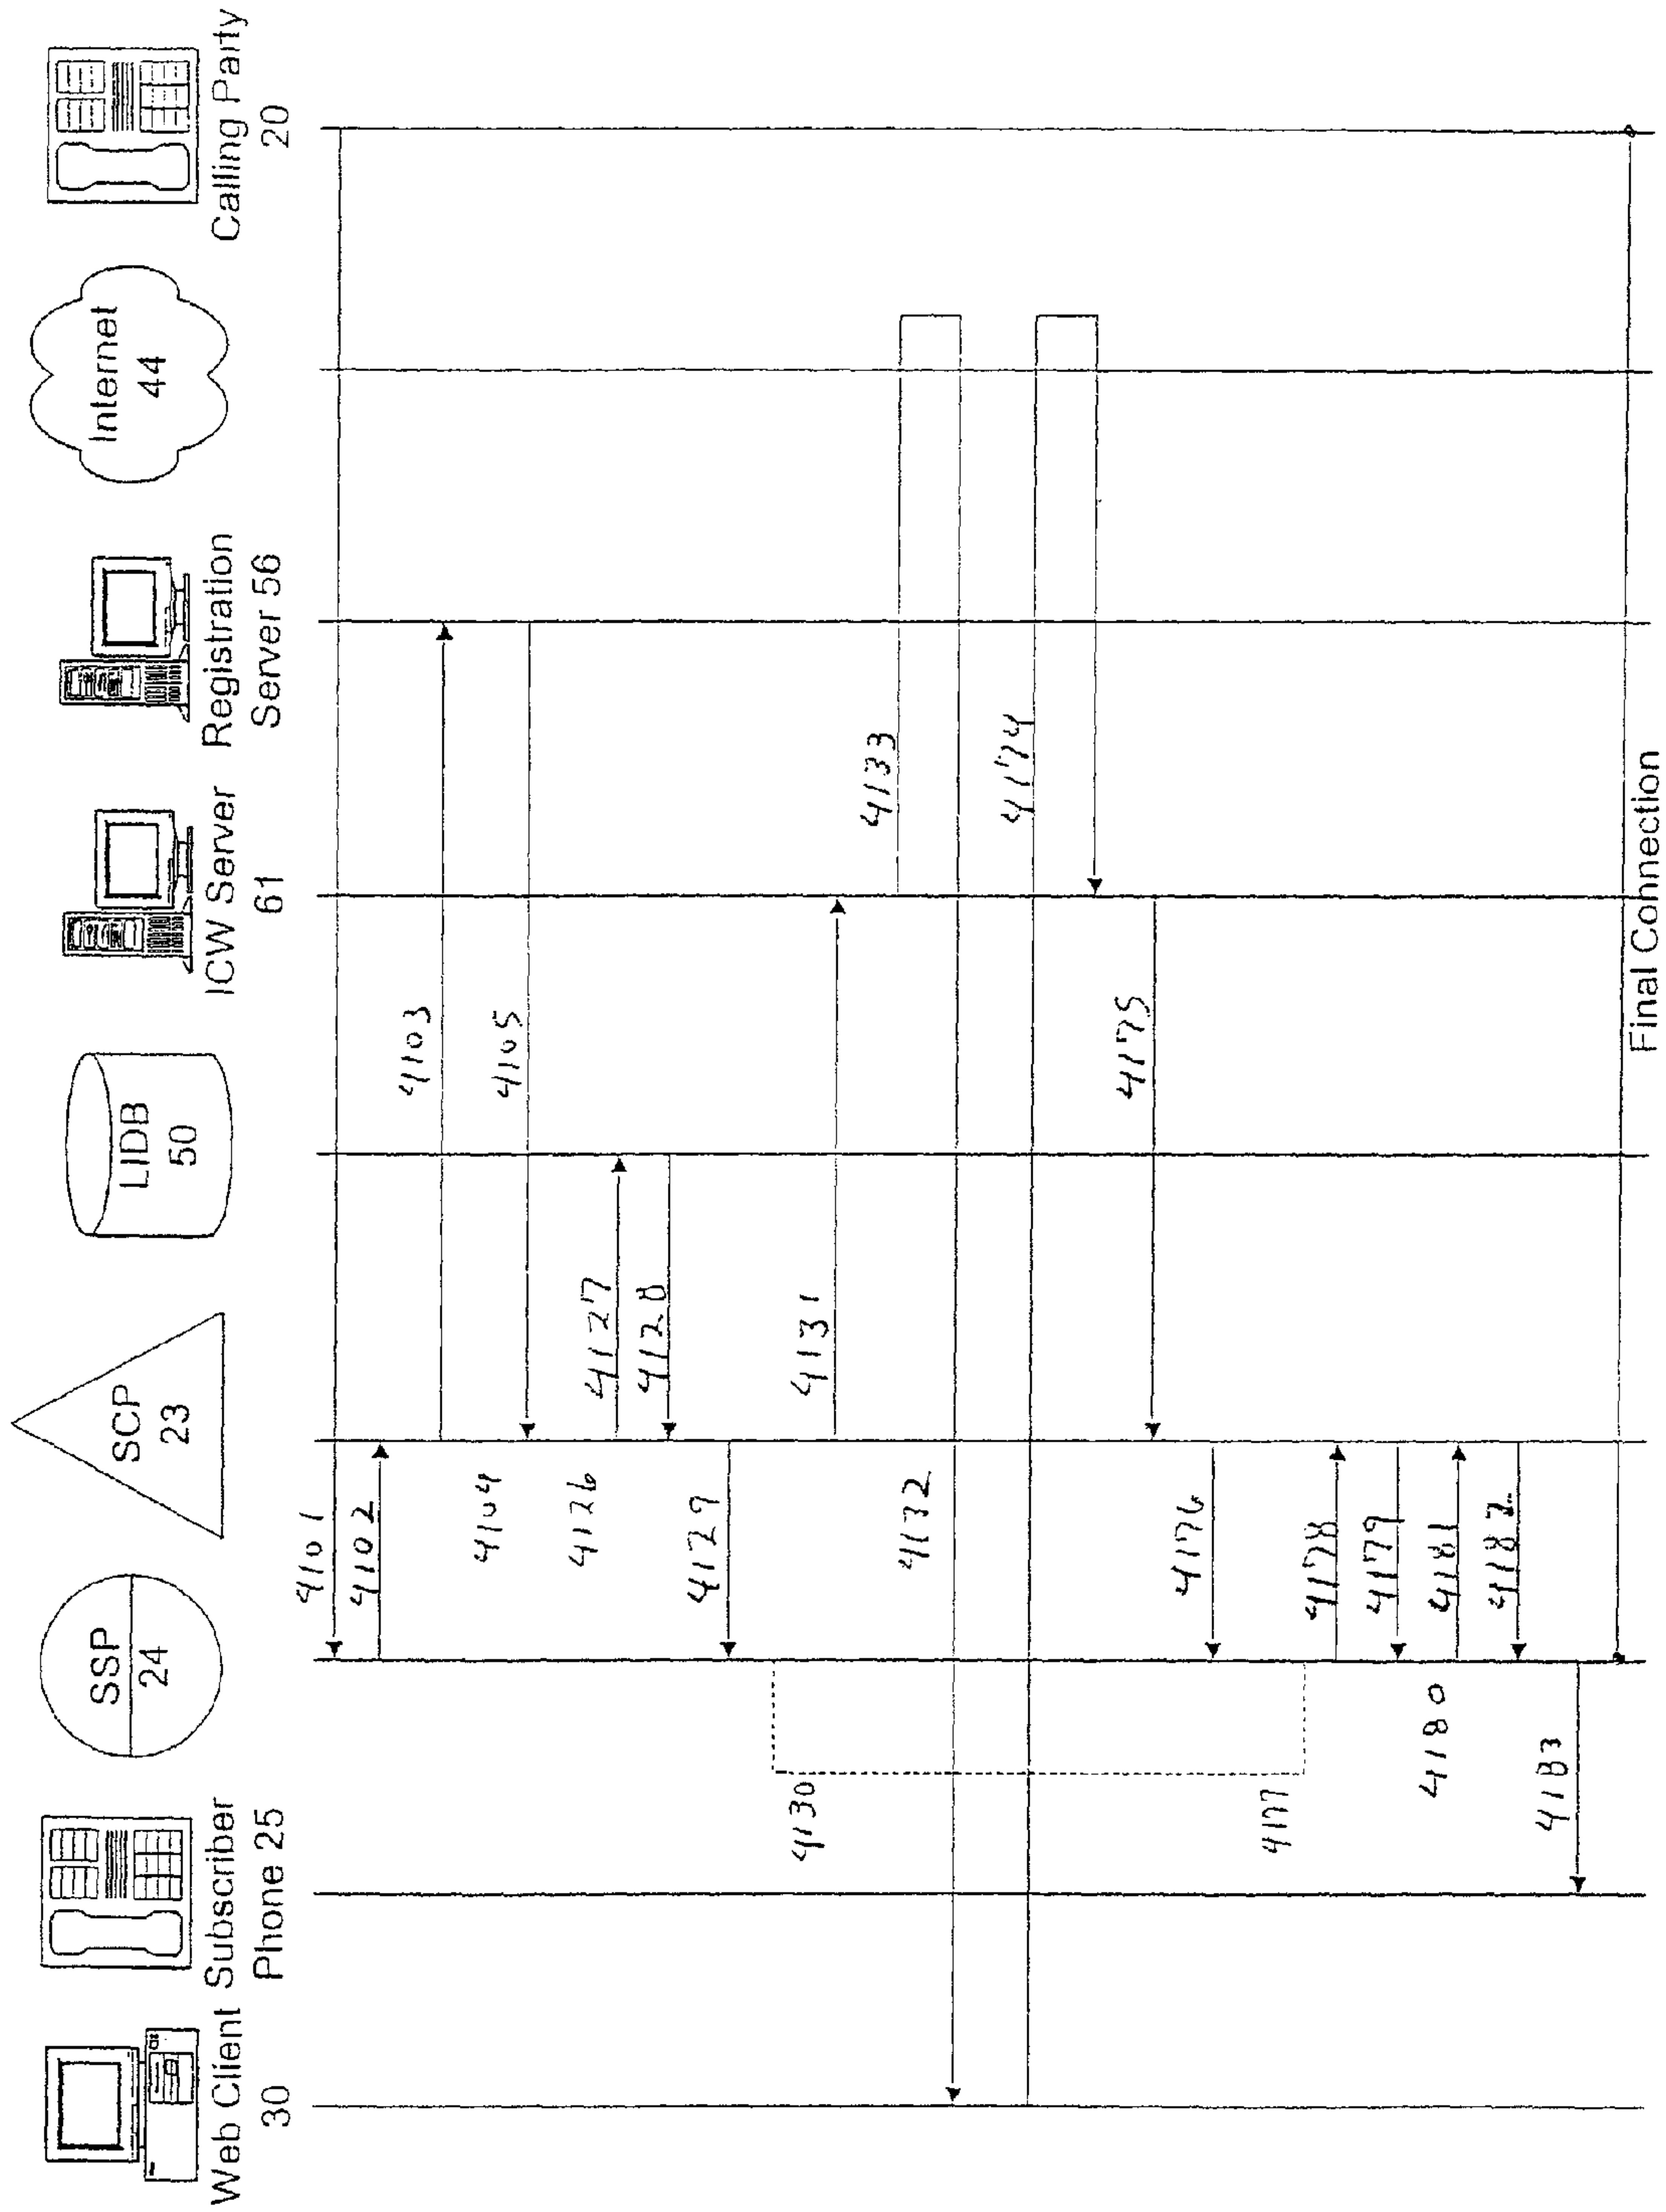 Web Client
30
Subscriber
Phone 25
SSP
24
SCP
23
LIDB
50
ICW Server
61
Registration
Server 56
Internet
44
Calling Party
20
4101
4102
4103
4104
4105
4126
4127
4128
4129
4130
4131
4132
4133
4174
4175
4176
4177
4178
4179
4180
4181
4182
4183
Final Connection